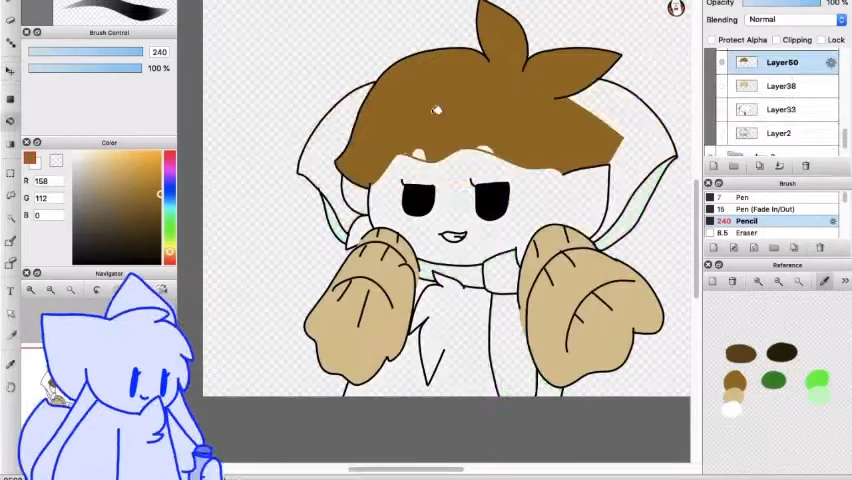 Opacity 100 %
Brush Control
240
100 %
Blending Normal
Protect Alpha Clipping Lock
Layer50
Layer38
Layer33
Layer2
Color
R 158
G 112
B 0
Brush
7 Pen
15 Pen (Fade In/Out)
240 Pencil
8.5 Eraser
Navigator
Reference